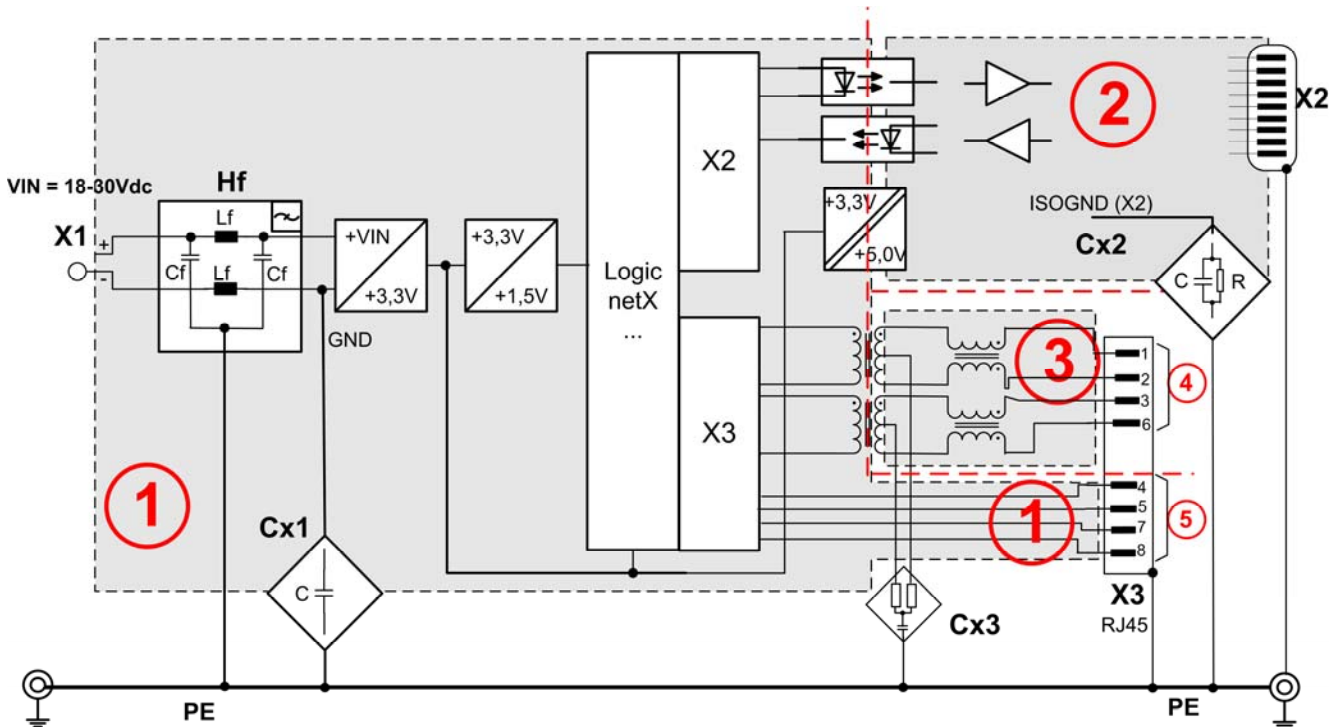 VIN = 18-30Vdc
X1
+
-
Hf
Lf
Cf
Cf
Lf
+VIN
+3,3V
GND
+3,3V
+1,5V
Logic
netX
...
X2
X3
+3,3V
+5,0V
2
X2
ISOGND (X2)
Cx2
C
R
3
1
2
3
6
4
1
4
5
7
8
5
X3
RJ45
1
Cx1
C
Cx3
PE
PE